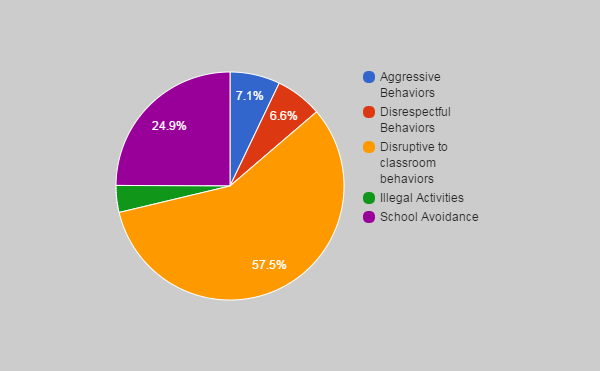 7.1%
6.6%
24.9%
57.5%
Aggressive
Behaviors
Disrespectful
Behaviors
Disruptive to
classroom
behaviors
Illegal Activities
School Avoidance